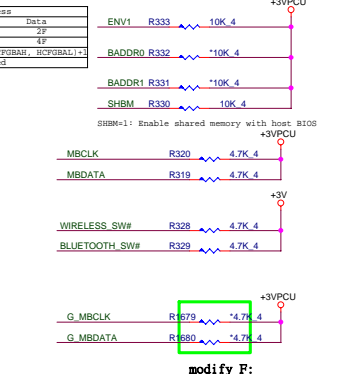 ess
Data
2F
4F
FGBAH, HCFGBAL)+1
ed
+3VPCU
ENV1 R333 10K_4
BADDR0 R332 *10K_4
BADDR1 R331 *10K_4
SHBM R330 10K_4
SHBM=1: Enable shared memory with host BIOS
+3VPCU
MBCLK R320 4.7K_4
MBDATA R319 4.7K_4
+3V
WIRELESS_SW# R328 4.7K_4
BLUETOOTH_SW# R329 4.7K_4
+3VPCU
G_MBCLK R1679 *4.7K_4
G_MBDATA R1680 *4.7K_4
modify F: